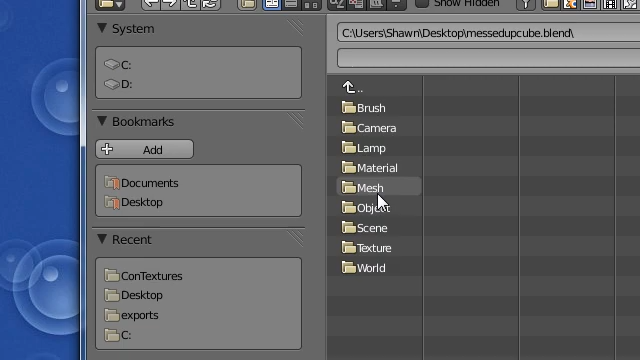 Show Hidden
System
C:\Users\Shawn\Desktop\messedupcube.blend\
C:
D:
..
Brush
Bookmarks
Camera
Add
Lamp
Material
Documents
Mesh
Desktop
Object
Scene
Recent
Texture
ConTextures
World
Desktop
exports
C: